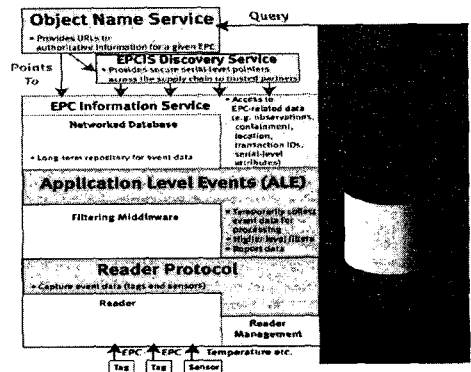 Object Name Service
• Provides URLs to
authoritative information for a given EPC
Query
Points
To
EPCIS Discovery Service
• Provides secure serial-level pointers
across the supply chain to trusted partners
EPC Information Service
Networked Database
• Long term repository for event data
• Access to
EPC-related data
(e.g. observations,
containment,
location,
transaction IDs,
serial-level
attributes)
Application Level Events (ALE)
Filtering Middleware
• Temporarily collect
event data for
processing
• Higher level filters
• Report data
Reader Protocol
• Capture event data (tags and sensors)
Reader
Reader
Management
EPC
EPC
Temperature etc.
Tag
Tag
Sensor